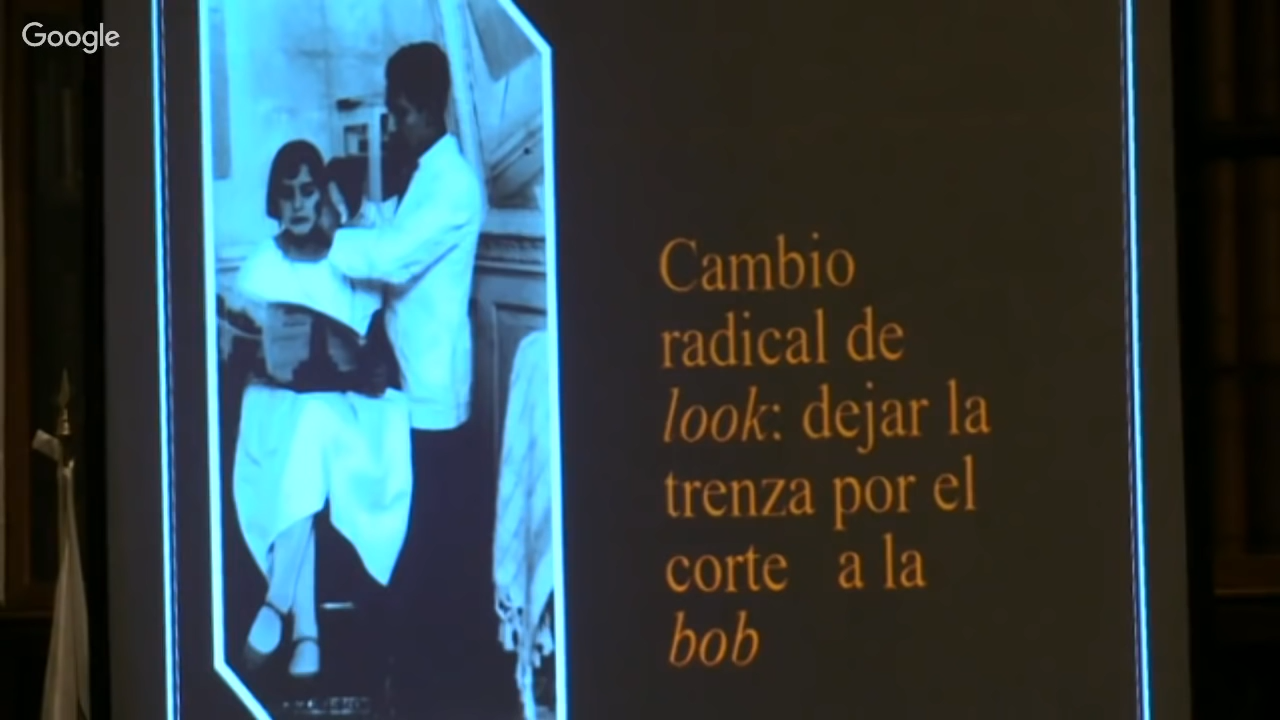 Google
Cambio
radical de
look: dejar la
trenza por el
corte a la
bob